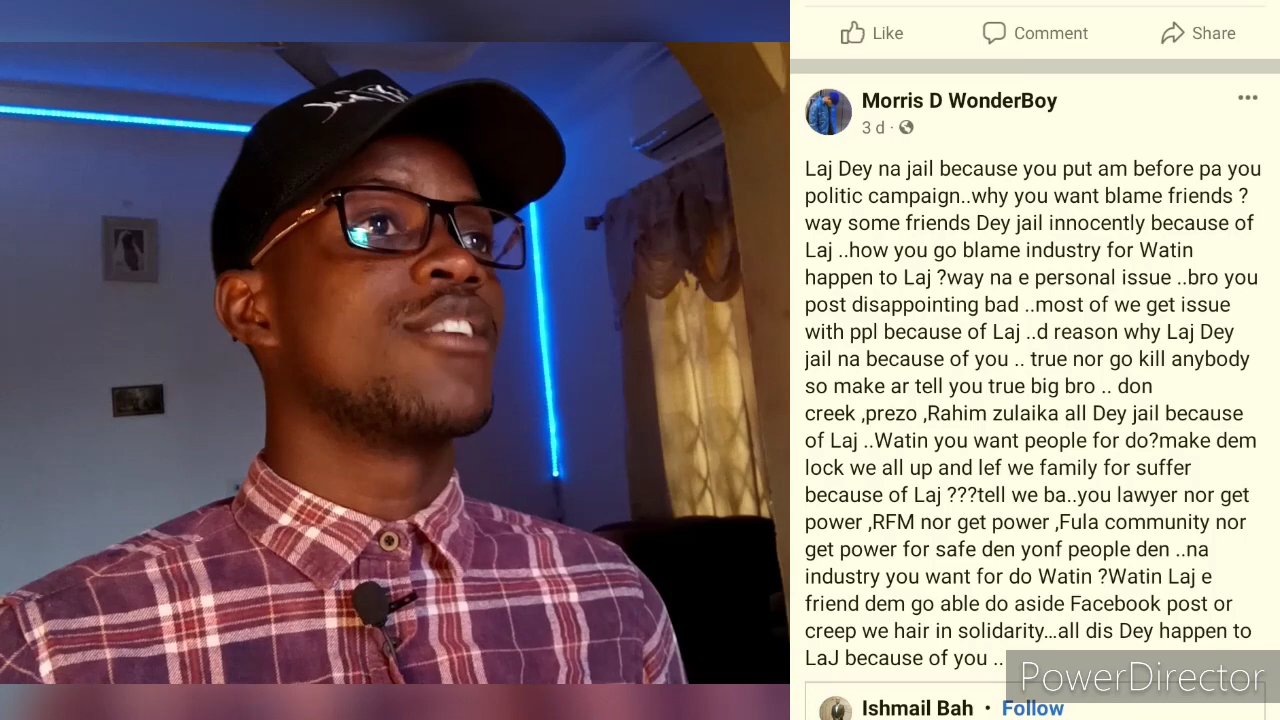 Like
Comment
Share
Morris D WonderBoy
3 d ·
Laj Dey na jail because you put am before pa you
politic campaign..why you want blame friends ?
way some friends Dey jail innocently because of
Laj ..how you go blame industry for Watin
happen to Laj ?way na e personal issue ..bro you
post disappointing bad ..most of we get issue
with ppl because of Laj ..d reason why Laj Dey
jail na because of you .. true nor go kill anybody
so make ar tell you true big bro .. don
creek ,prezo ,Rahim zulaika all Dey jail because
of Laj ..Watin you want people for do?make dem
lock we all up and lef we family for suffer
because of Laj ???tell we ba..you lawyer nor get
power ,RFM nor get power ,Fula community nor
get power for safe den yonf people den ..na
industry you want for do Watin ?Watin Laj e
friend dem go able do aside Facebook post or
creep we hair in solidarity…all dis Dey happen to
LaJ because of you ..
PowerDirector
Ishmail Bah • Follow